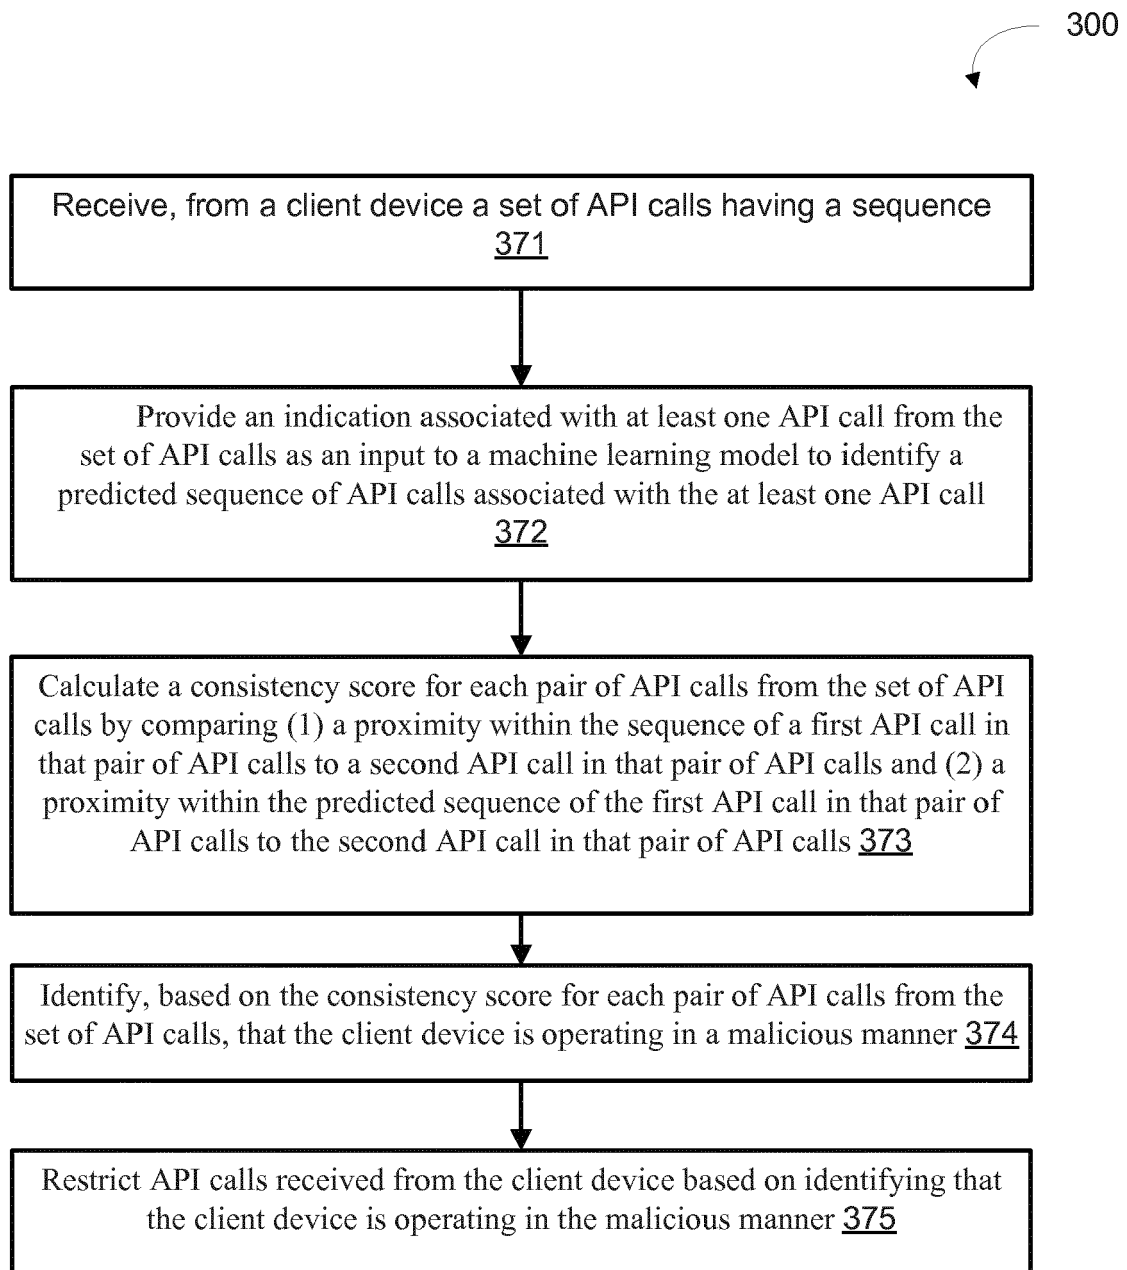 300
Receive, from a client device a set of API calls having a sequence
371
Provide an indication associated with at least one API call from the
set of API calls as an input to a machine learning model to identify a
predicted sequence of API calls associated with the at least one API call
372
Calculate a consistency score for each pair of API calls from the set of API
calls by comparing (1) a proximity within the sequence of a first API call in
that pair of API calls to a second API call in that pair of API calls and (2) a
proximity within the predicted sequence of the first API call in that pair of
API calls to the second API call in that pair of API calls 373
Identify, based on the consistency score for each pair of API calls from the
set of API calls, that the client device is operating in a malicious manner 374
Restrict API calls received from the client device based on identifying that
the client device is operating in the malicious manner 375